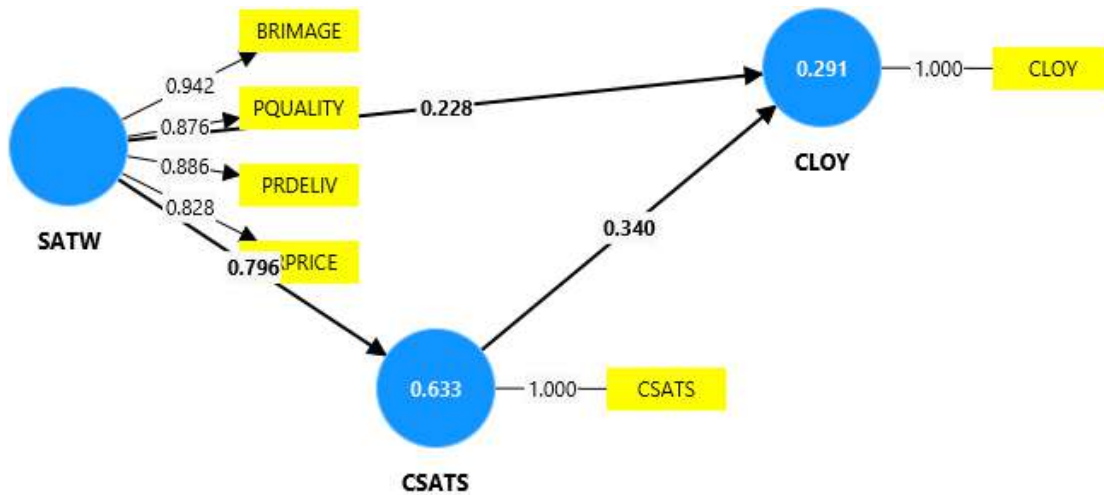 BRIMAGE
0.942
PQUALITY
0.876
0.228
0.886
PRDELIV
0.828
SATW
0.796
RPRICE
0.291
1.000
CLOY
CLOY
0.340
0.633
1.000
CSATS
CSATS